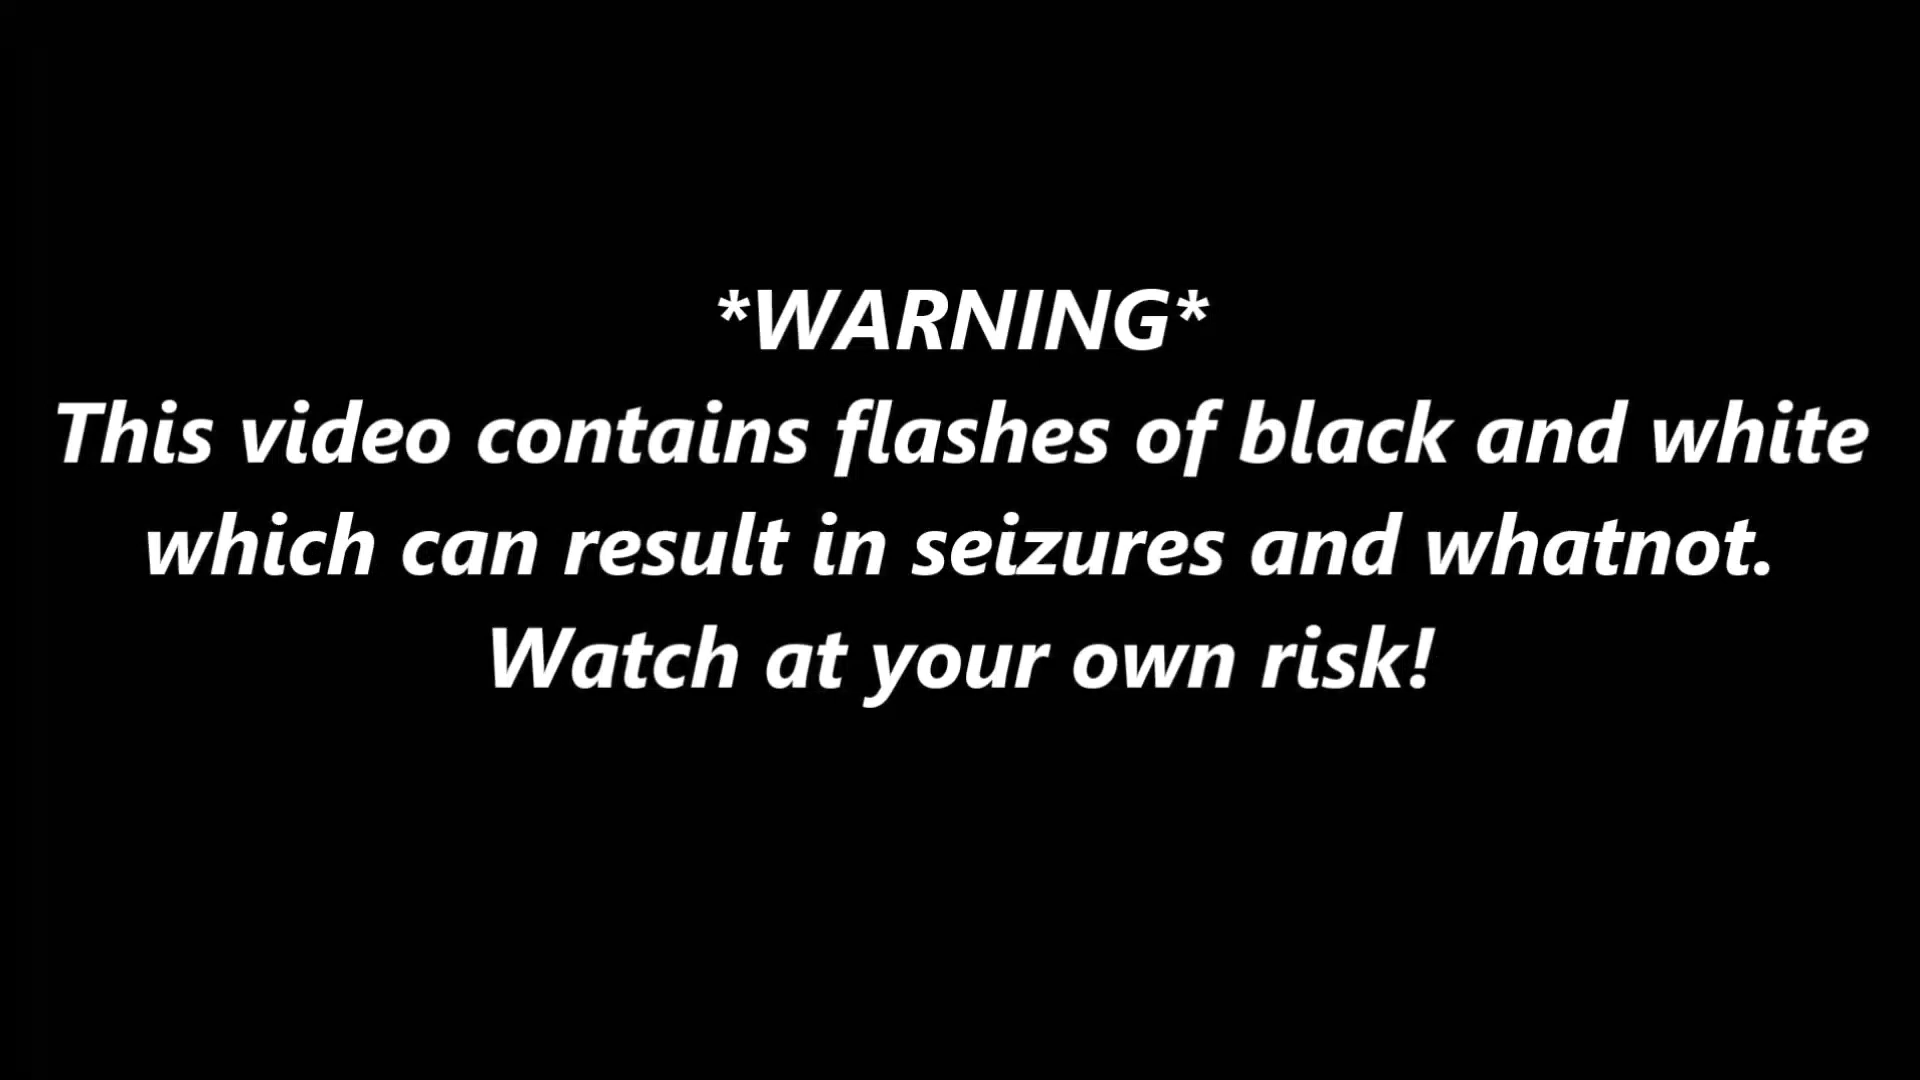 *WARNING*
This video contains flashes of black and white
which can result in seizures and whatnot.
Watch at your own risk!